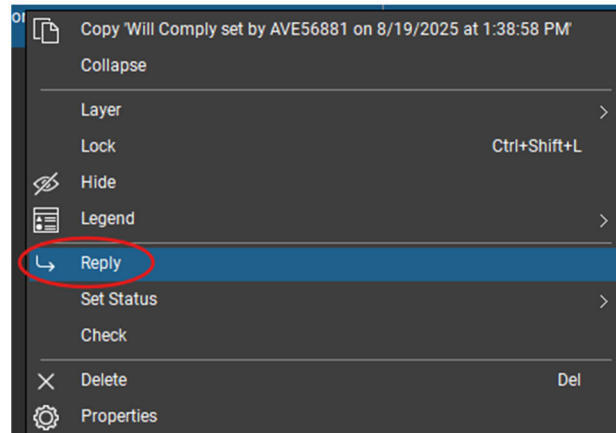 or
Copy 'Will Comply set by AVE56881 on 8/19/2025 at 1:38:58 PM'
Collapse
Layer
Lock Ctrl+Shift+L
Hide
Legend
Reply
Set Status
Check
Delete Del
Properties